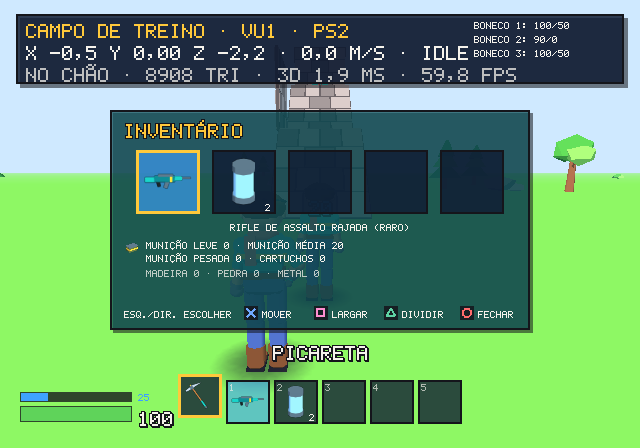 CAMPO DE TREINO · VU1 · PS2
X -0,5 Y 0,00 Z -2,2 · 0,0 M/S · IDLE
NO CHÃO · 8908 TRI · 3D 1,9 MS · 59,8 FPS
BONECO 1: 100/50
BONECO 2: 90/0
BONECO 3: 100/50
INVENTÁRIO
2
RIFLE DE ASSALTO RAJADA (RARO)
MUNIÇÃO LEVE 0 · MUNIÇÃO MÉDIA 20
MUNIÇÃO PESADA 0 · CARTUCHOS 0
MADEIRA 0 · PEDRA 0 · METAL 0
ESQ./DIR. ESCOLHER MOVER LARGAR DIVIDIR FECHAR
PICARETA
25
100
1 2 3 4 5
2